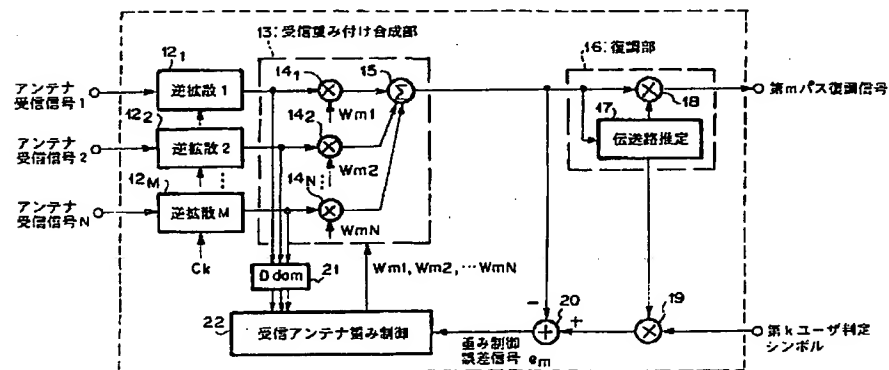 13:受信重み付け合成部
16:復調部
12₁
アンテナ
受信信号1
逆拡散1
14₁
Wm1
15
Σ
18
第mパス復調信号
17
伝送路推定
12₂
アンテナ
受信信号2
逆拡散2
14₂
Wm2
12M
アンテナ
受信信号N
逆拡散M
14N
WmN
Ck
Ddem
21
Wm1, Wm2, …WmN
22
受信アンテナ重み制御
−
20
+
重み制御
誤差信号 em
19
第kユーザ判定
シンボル